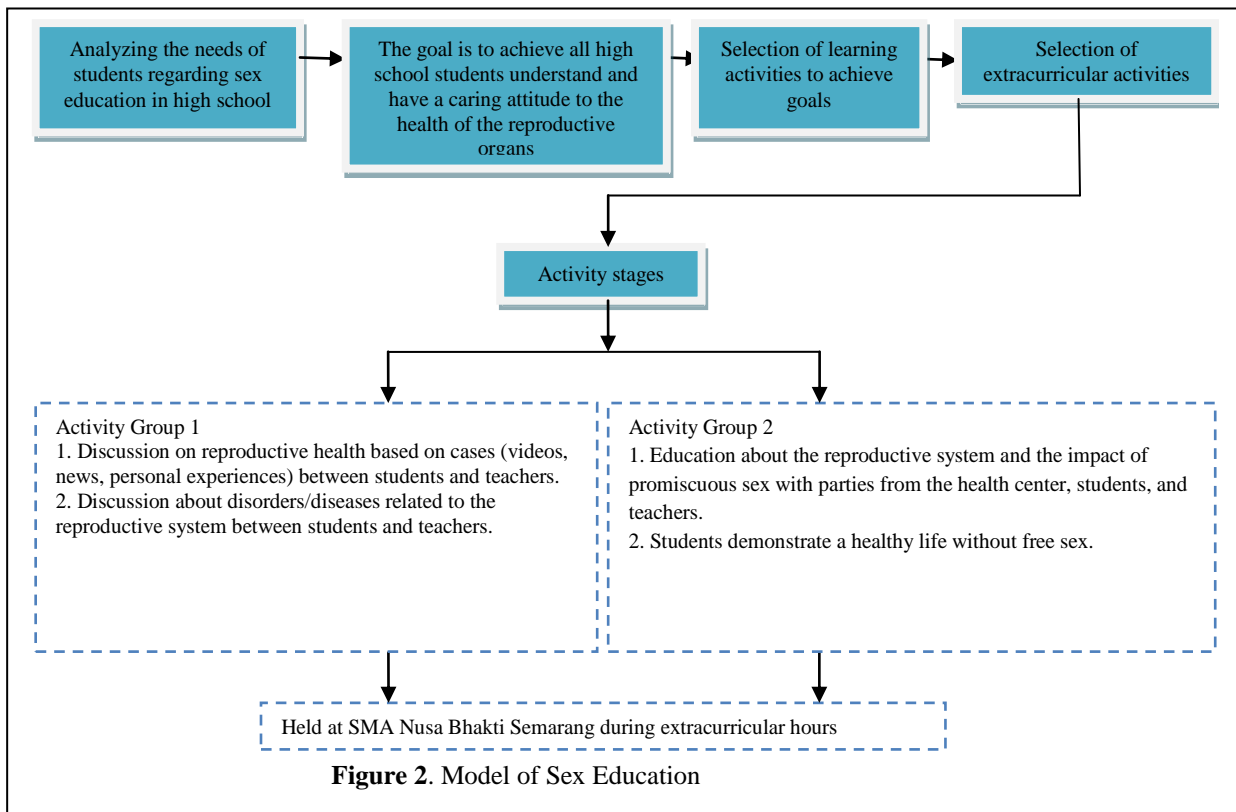 Analyzing the needs of
students regarding sex
education in high school
The goal is to achieve all high
school students understand and
have a caring attitude to the
health of the reproductive
organs
Selection of learning
activities to achieve
goals
Selection of
extracurricular activities
Activity stages
Activity Group 1
1. Discussion on reproductive health based on cases (videos,
news, personal experiences) between students and teachers.
2. Discussion about disorders/diseases related to the
reproductive system between students and teachers.
Activity Group 2
1. Education about the reproductive system and the impact of
promiscuous sex with parties from the health center, students, and
teachers.
2. Students demonstrate a healthy life without free sex.
Held at SMA Nusa Bhakti Semarang during extracurricular hours
Figure 2. Model of Sex Education